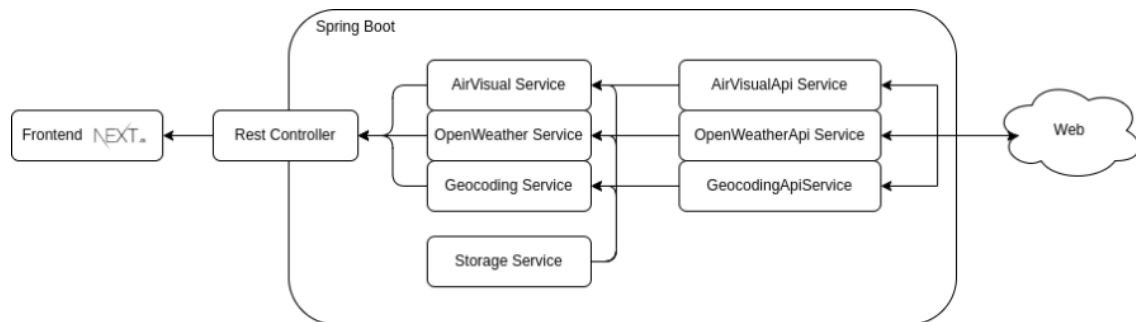 Spring Boot
AirVisual Service
AirVisualApi Service
Frontend NEXT.JS
Rest Controller
OpenWeather Service
OpenWeatherApi Service
Web
Geocoding Service
GeocodingApiService
Storage Service